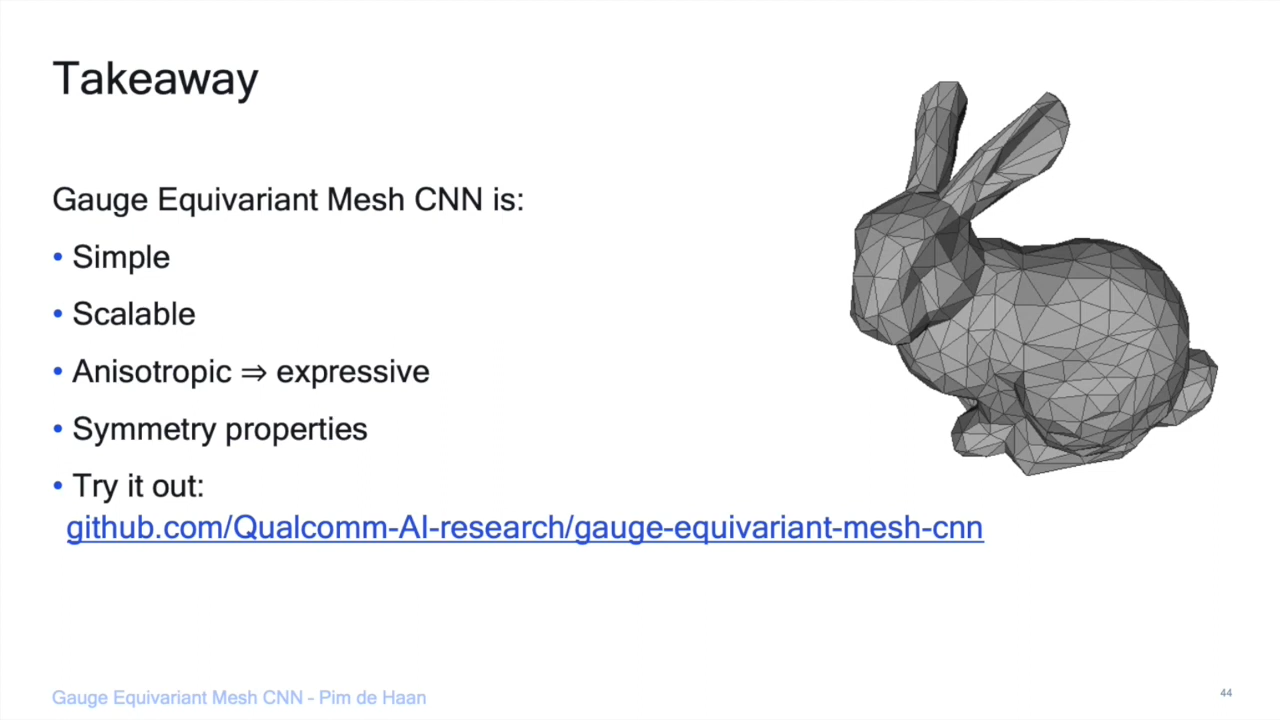 Takeaway
Gauge Equivariant Mesh CNN is:
• Simple
• Scalable
• Anisotropic ⇒ expressive
• Symmetry properties
• Try it out:
github.com/Qualcomm-AI-research/gauge-equivariant-mesh-cnn
Gauge Equivariant Mesh CNN - Pim de Haan
44